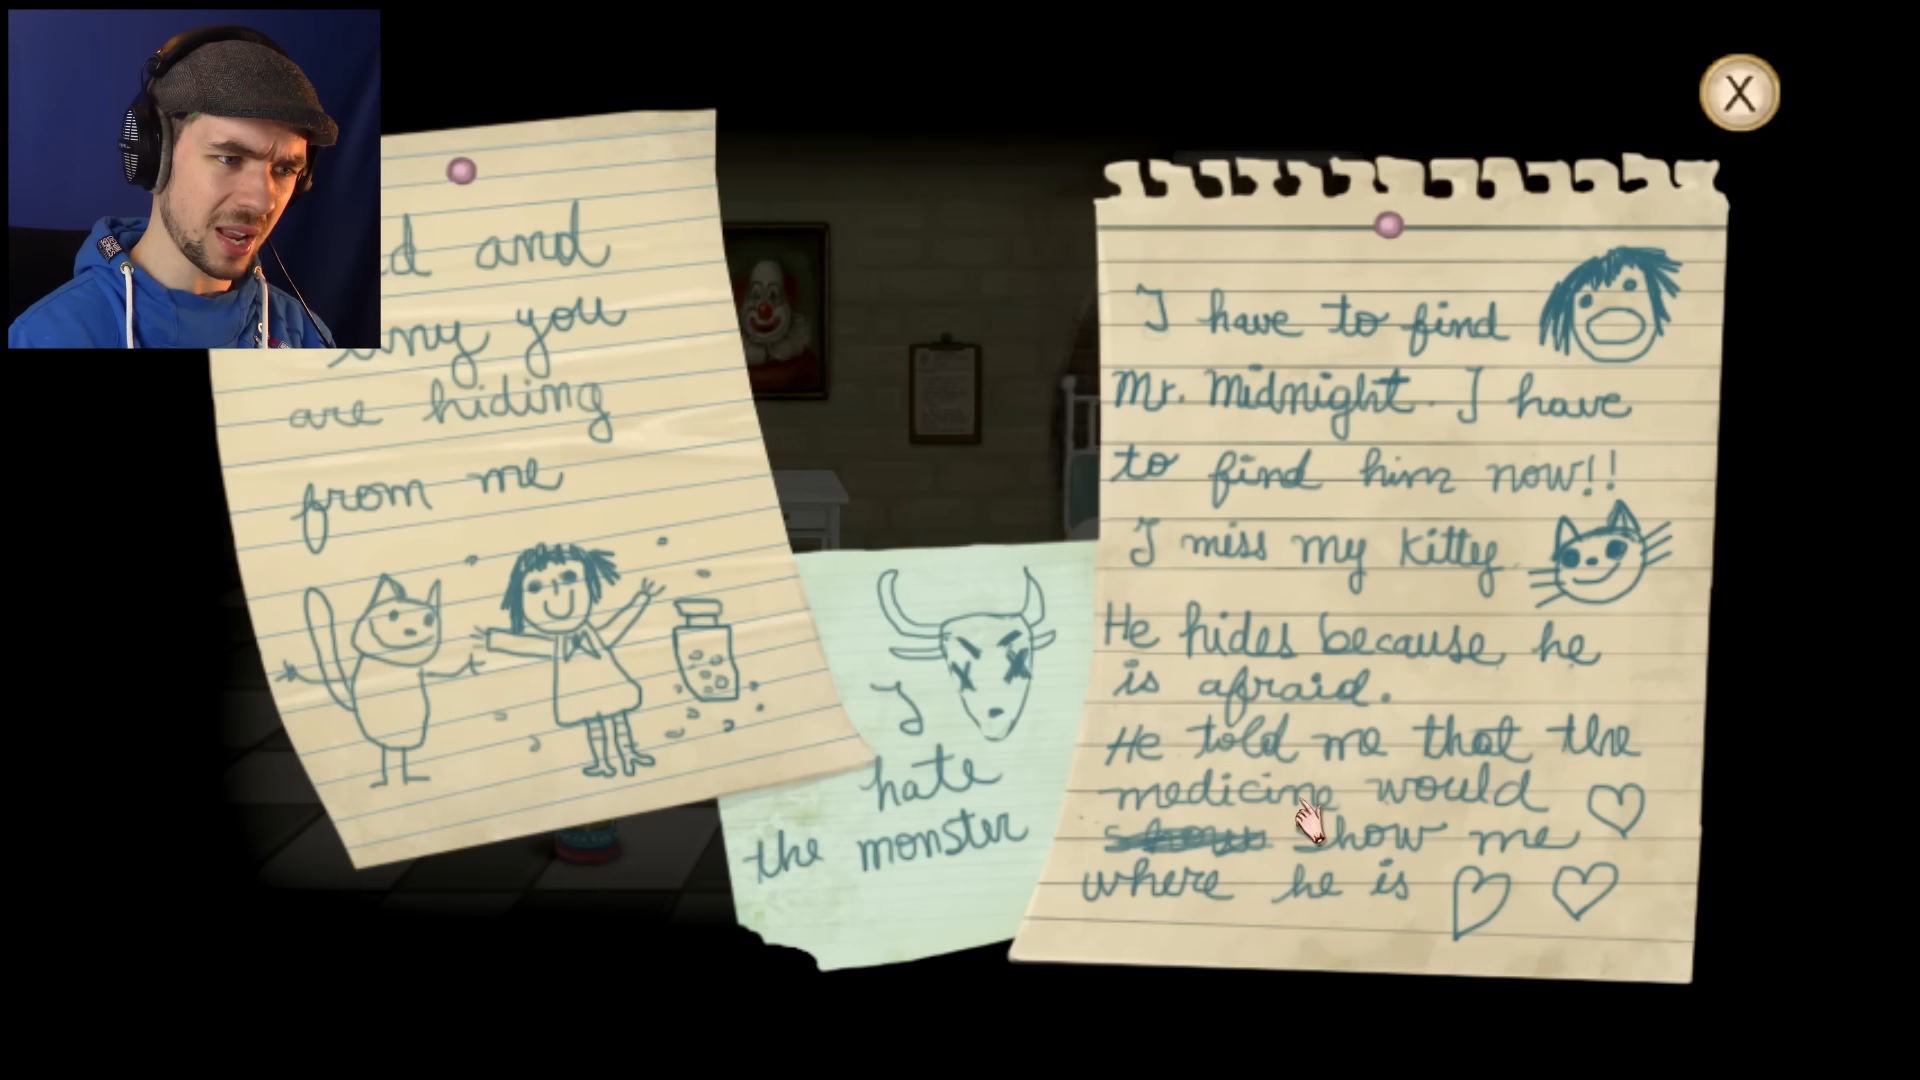 and
you
are hiding
from me
I
hate
the monster
I have to find
Mr. Midnight. I have
to find him now!!
I miss my Kitty
He hides because he
is afraid.
He told me that the
medicine would
show me
where he is
X